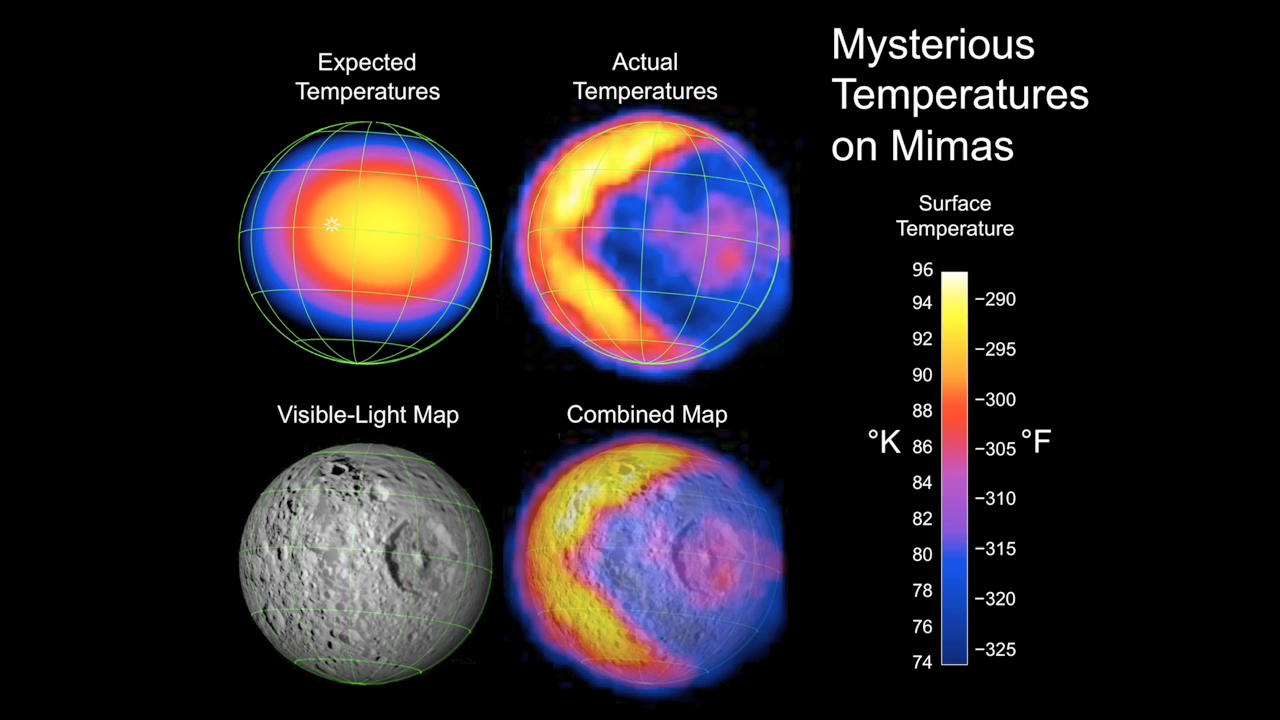 Mysterious
Temperatures
on Mimas
Expected
Temperatures
Actual
Temperatures
Visible-Light Map
Combined Map
Surface
Temperature
96
94
92
90
88
86
84
82
80
78
76
74
°K
−290
−295
−300
−305
−310
−315
−320
−325
°F